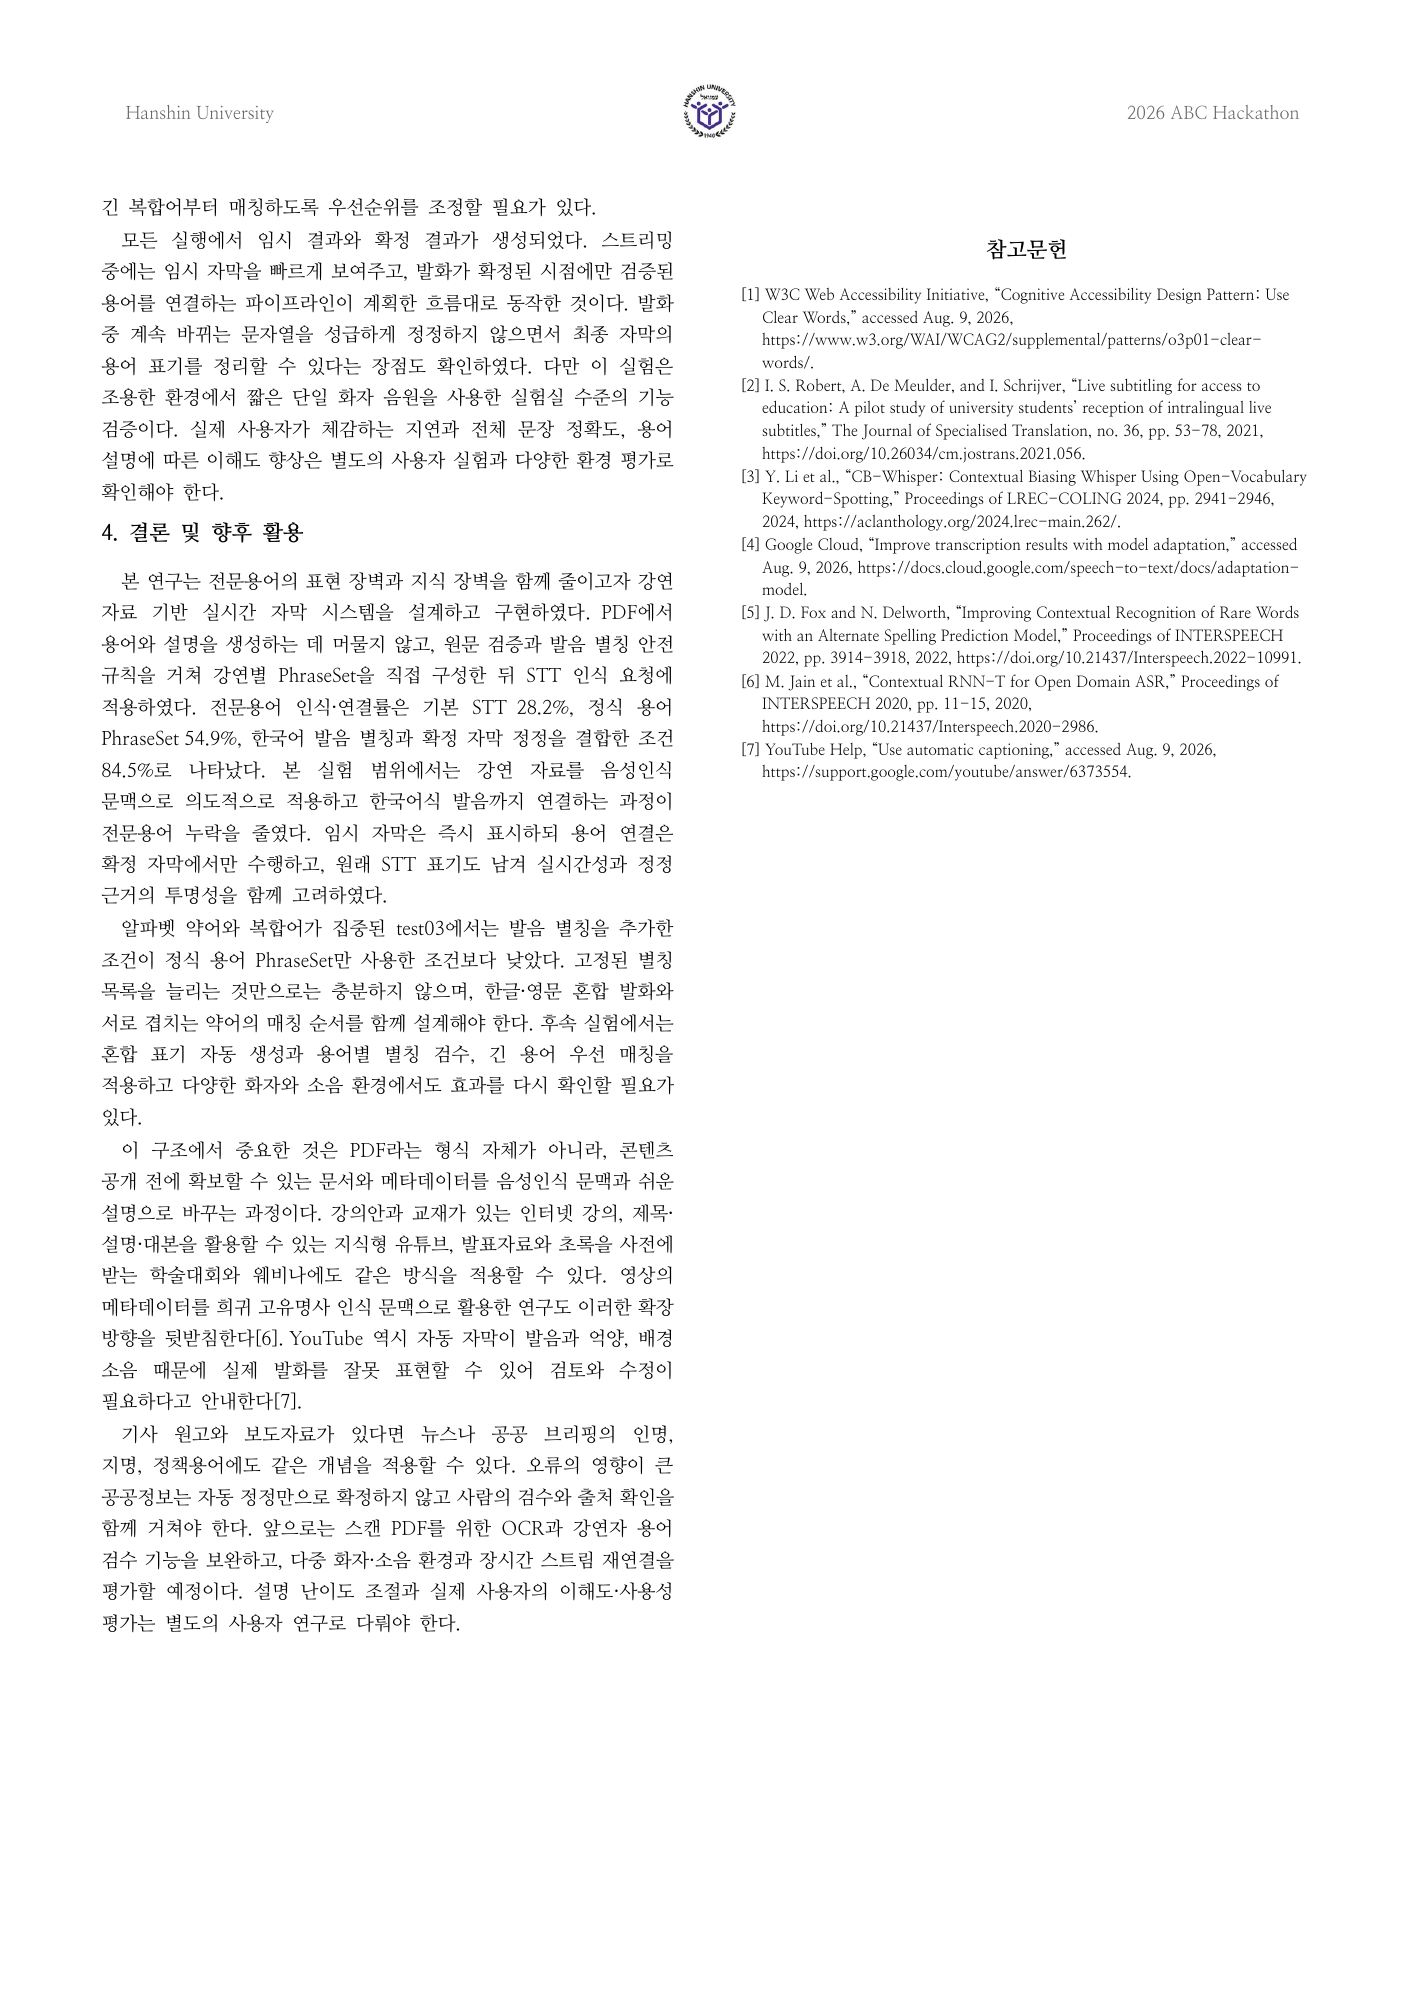 Hanshin University
HANSHIN UNIVERSITY
1940
2026 ABC Hackathon
긴 복합어부터 매칭하도록 우선순위를 조정할 필요가 있다.
모든 실행에서 임시 결과와 확정 결과가 생성되었다. 스트리밍
중에는 임시 자막을 빠르게 보여주고, 발화가 확정된 시점에만 검증된
용어를 연결하는 파이프라인이 계획한 흐름대로 동작한 것이다. 발화
중 계속 바뀌는 문자열을 성급하게 정정하지 않으면서 최종 자막의
용어 표기를 정리할 수 있다는 장점도 확인하였다. 다만 이 실험은
조용한 환경에서 짧은 단일 화자 음원을 사용한 실험실 수준의 기능
검증이다. 실제 사용자가 체감하는 지연과 전체 문장 정확도, 용어
설명에 따른 이해도 향상은 별도의 사용자 실험과 다양한 환경 평가로
확인해야 한다.
4. 결론 및 향후 활용
본 연구는 전문용어의 표현 장벽과 지식 장벽을 함께 줄이고자 강연
자료 기반 실시간 자막 시스템을 설계하고 구현하였다. PDF에서
용어와 설명을 생성하는 데 머물지 않고, 원문 검증과 발음 별칭 안전
규칙을 거쳐 강연별 PhraseSet을 직접 구성한 뒤 STT 인식 요청에
적용하였다. 전문용어 인식·연결률은 기본 STT 28.2%, 정식 용어
PhraseSet 54.9%, 한국어 발음 별칭과 확정 자막 정정을 결합한 조건
84.5%로 나타났다. 본 실험 범위에서는 강연 자료를 음성인식
문맥으로 의도적으로 적용하고 한국어식 발음까지 연결하는 과정이
전문용어 누락을 줄였다. 임시 자막은 즉시 표시하되 용어 연결은
확정 자막에서만 수행하고, 원래 STT 표기도 남겨 실시간성과 정정
근거의 투명성을 함께 고려하였다.
알파벳 약어와 복합어가 집중된 test03에서는 발음 별칭을 추가한
조건이 정식 용어 PhraseSet만 사용한 조건보다 낮았다. 고정된 별칭
목록을 늘리는 것만으로는 충분하지 않으며, 한글·영문 혼합 발화와
서로 겹치는 약어의 매칭 순서를 함께 설계해야 한다. 후속 실험에서는
혼합 표기 자동 생성과 용어별 별칭 검수, 긴 용어 우선 매칭을
적용하고 다양한 화자와 소음 환경에서도 효과를 다시 확인할 필요가
있다.
이 구조에서 중요한 것은 PDF라는 형식 자체가 아니라, 콘텐츠
공개 전에 확보할 수 있는 문서와 메타데이터를 음성인식 문맥과 쉬운
설명으로 바꾸는 과정이다. 강의안과 교재가 있는 인터넷 강의, 제목·
설명·대본을 활용할 수 있는 지식형 유튜브, 발표자료와 초록을 사전에
받는 학술대회와 웨비나에도 같은 방식을 적용할 수 있다. 영상의
메타데이터를 희귀 고유명사 인식 문맥으로 활용한 연구도 이러한 확장
방향을 뒷받침한다[6]. YouTube 역시 자동 자막이 발음과 억양, 배경
소음 때문에 실제 발화를 잘못 표현할 수 있어 검토와 수정이
필요하다고 안내한다[7].
기사 원고와 보도자료가 있다면 뉴스나 공공 브리핑의 인명,
지명, 정책용어에도 같은 개념을 적용할 수 있다. 오류의 영향이 큰
공공정보는 자동 정정만으로 확정하지 않고 사람의 검수와 출처 확인을
함께 거쳐야 한다. 앞으로는 스캔 PDF를 위한 OCR과 강연자 용어
검수 기능을 보완하고, 다중 화자·소음 환경과 장시간 스트림 재연결을
평가할 예정이다. 설명 난이도 조절과 실제 사용자의 이해도·사용성
평가는 별도의 사용자 연구로 다뤄야 한다.
참고문헌
[1] W3C Web Accessibility Initiative, “Cognitive Accessibility Design Pattern: Use
Clear Words,” accessed Aug. 9, 2026,
https://www.w3.org/WAI/WCAG2/supplemental/patterns/o3p01-clear-
words/.
[2] I. S. Robert, A. De Meulder, and I. Schrijver, “Live subtitling for access to
education: A pilot study of university students’ reception of intralingual live
subtitles,” The Journal of Specialised Translation, no. 36, pp. 53-78, 2021,
https://doi.org/10.26034/cm.jostrans.2021.056.
[3] Y. Li et al., “CB-Whisper: Contextual Biasing Whisper Using Open-Vocabulary
Keyword-Spotting,” Proceedings of LREC-COLING 2024, pp. 2941-2946,
2024, https://aclanthology.org/2024.lrec-main.262/.
[4] Google Cloud, “Improve transcription results with model adaptation,” accessed
Aug. 9, 2026, https://docs.cloud.google.com/speech-to-text/docs/adaptation-
model.
[5] J. D. Fox and N. Delworth, “Improving Contextual Recognition of Rare Words
with an Alternate Spelling Prediction Model,” Proceedings of INTERSPEECH
2022, pp. 3914-3918, 2022, https://doi.org/10.21437/Interspeech.2022-10991.
[6] M. Jain et al., “Contextual RNN-T for Open Domain ASR,” Proceedings of
INTERSPEECH 2020, pp. 11-15, 2020,
https://doi.org/10.21437/Interspeech.2020-2986.
[7] YouTube Help, “Use automatic captioning,” accessed Aug. 9, 2026,
https://support.google.com/youtube/answer/6373554.